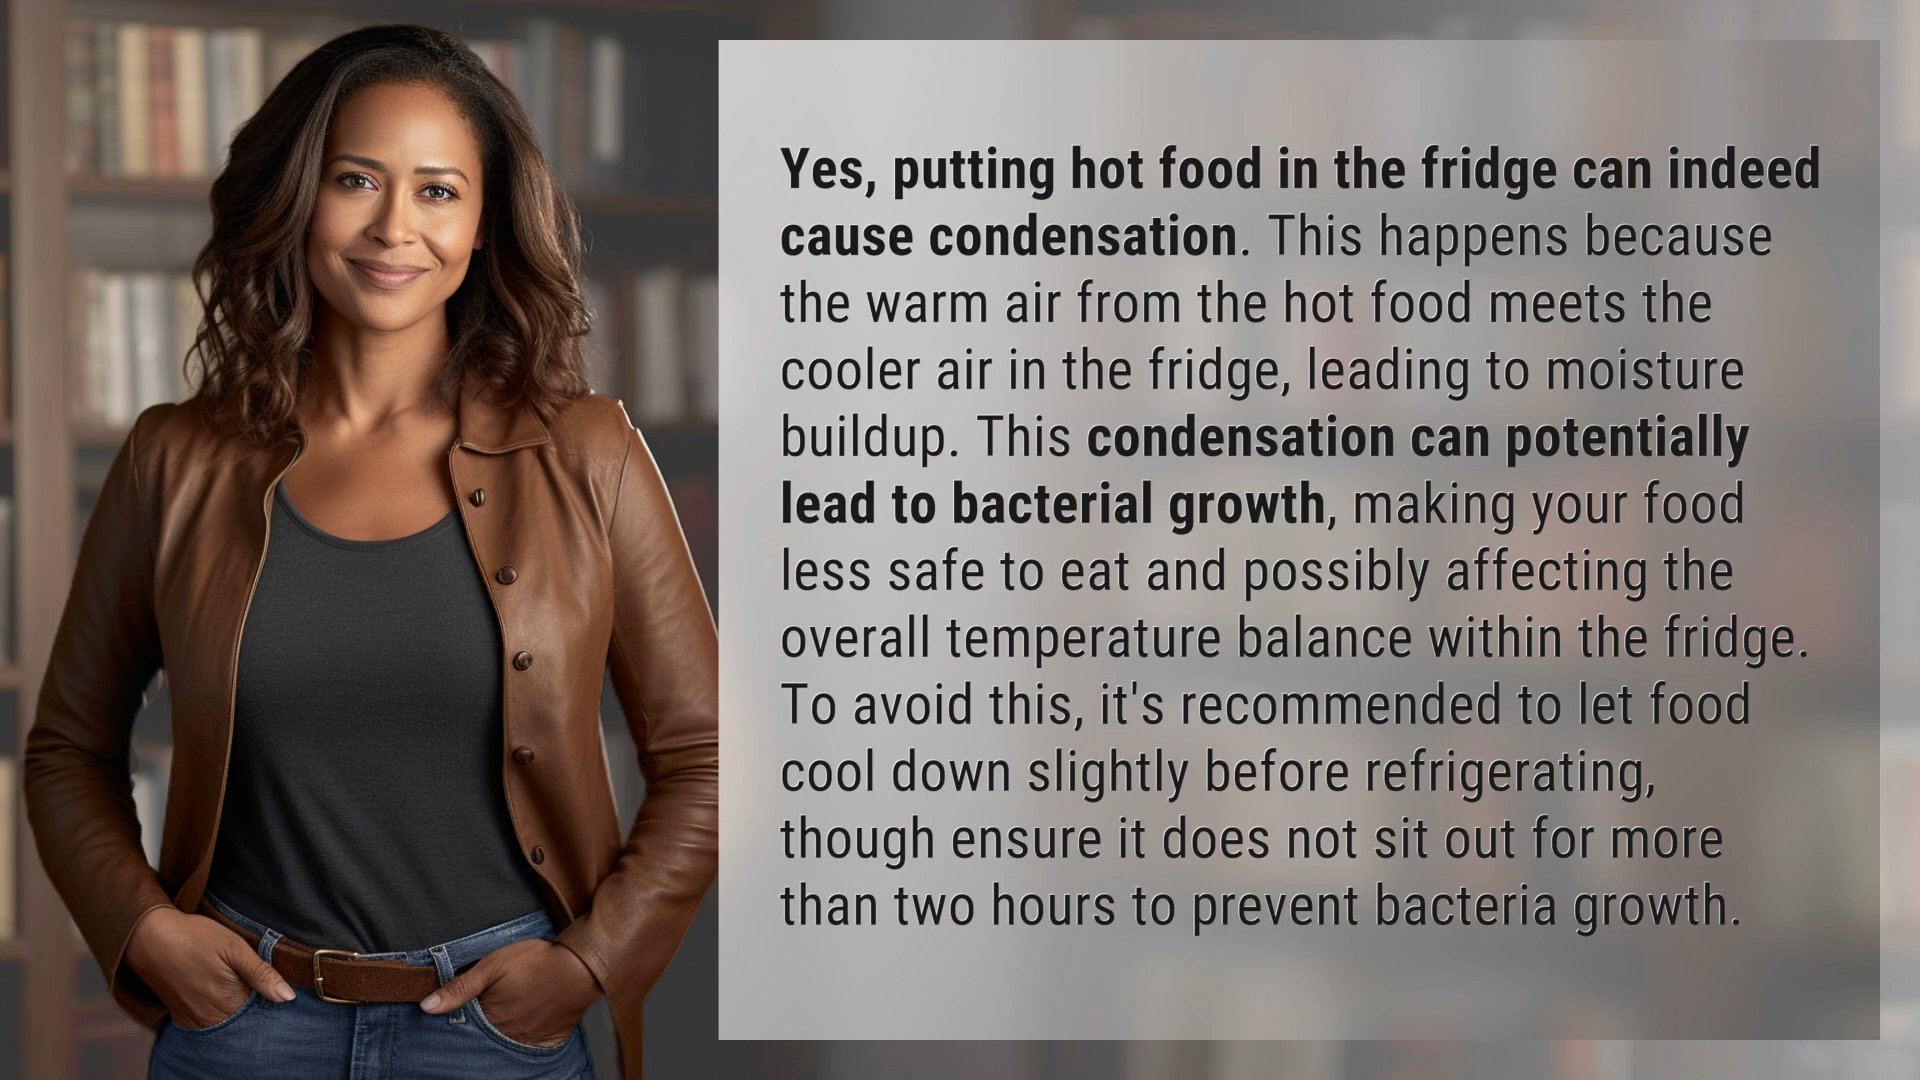 Yes, putting hot food in the fridge can indeed
cause condensation. This happens because
the warm air from the hot food meets the
cooler air in the fridge, leading to moisture
buildup. This condensation can potentially
lead to bacterial growth, making your food
less safe to eat and possibly affecting the
overall temperature balance within the fridge.
To avoid this, it's recommended to let food
cool down slightly before refrigerating,
though ensure it does not sit out for more
than two hours to prevent bacteria growth.